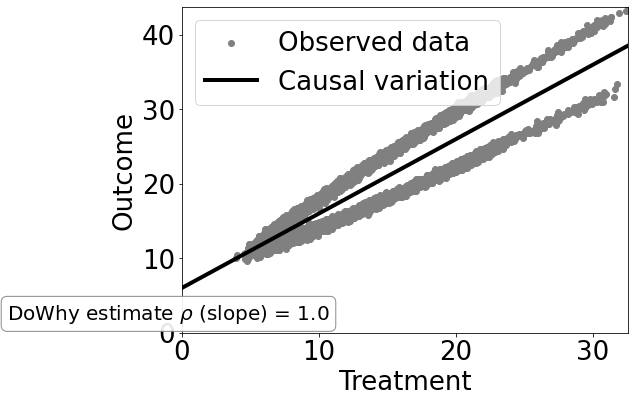 Observed data
Causal variation
Outcome
40
30
20
10
0
DoWhy estimate ρ (slope) = 1.0
0 10 20 30
Treatment